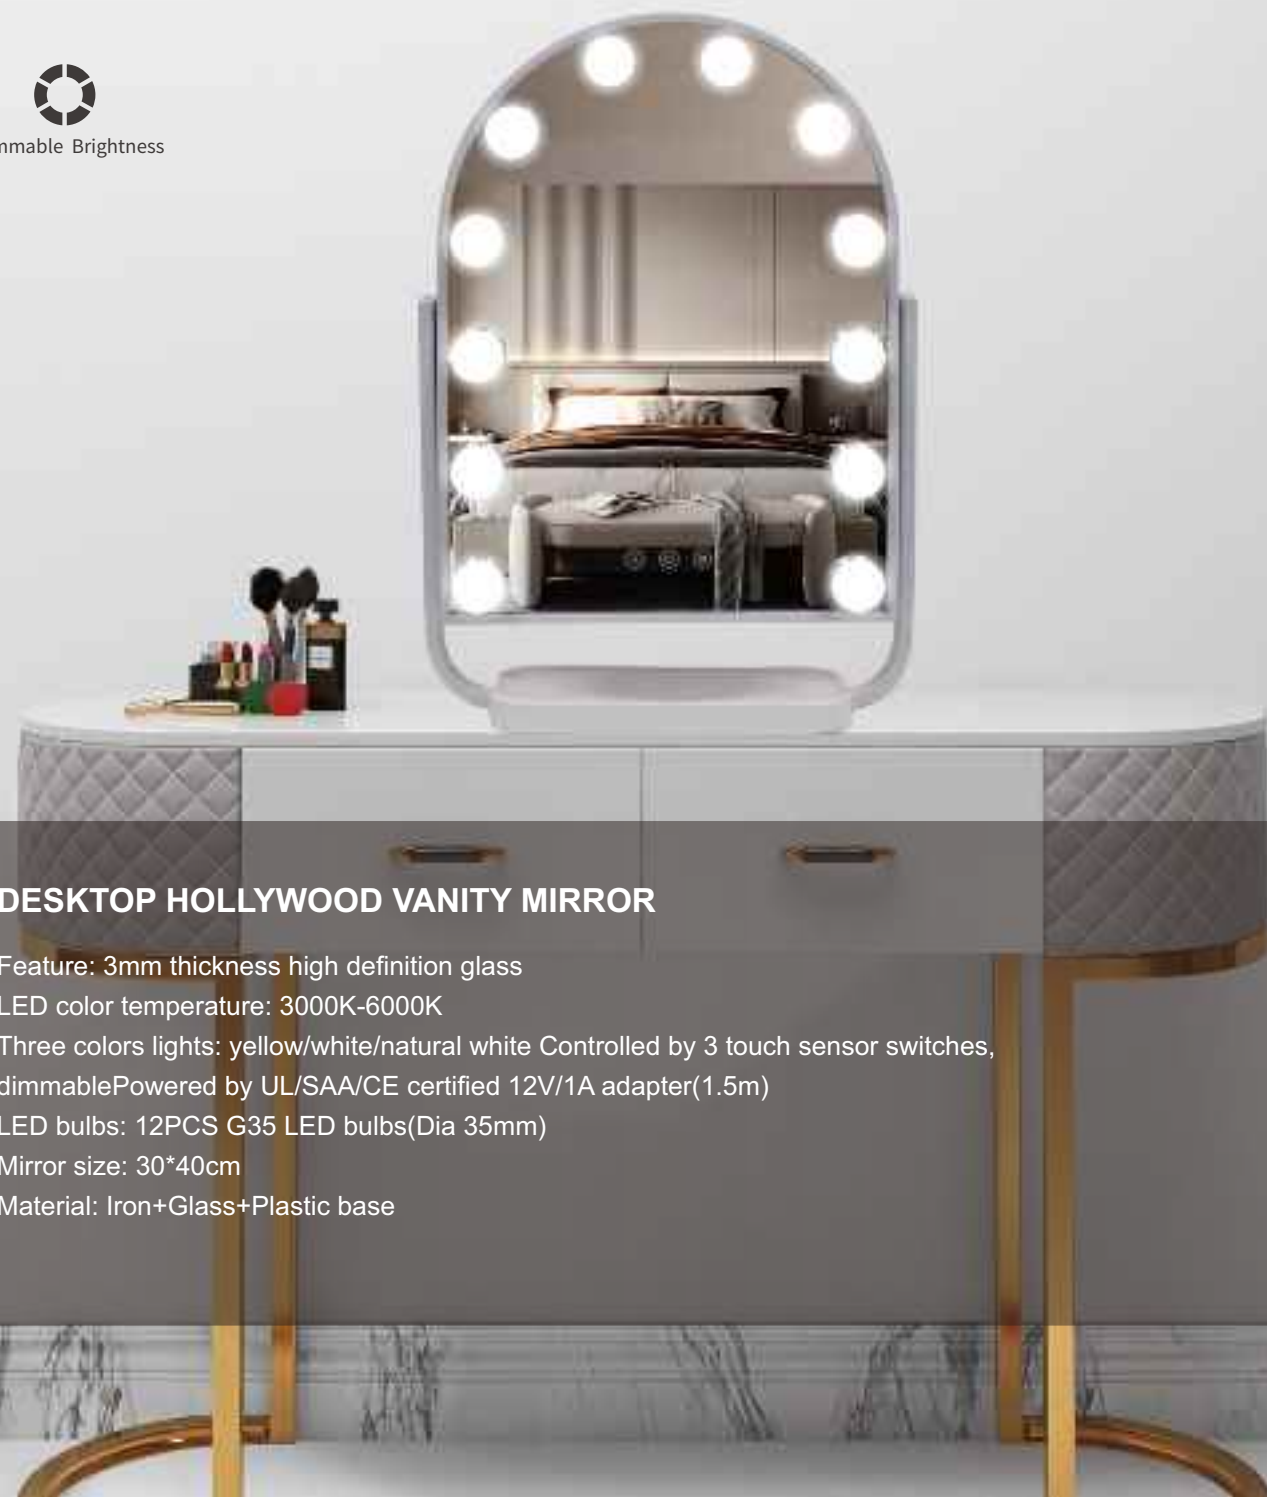 mmable Brightness
DESKTOP HOLLYWOOD VANITY MIRROR
Feature: 3mm thickness high definition glass
LED color temperature: 3000K-6000K
Three colors lights: yellow/white/natural white Controlled by 3 touch sensor switches,
dimmablePowered by UL/SAA/CE certified 12V/1A adapter(1.5m)
LED bulbs: 12PCS G35 LED bulbs(Dia 35mm)
Mirror size: 30*40cm
Material: Iron+Glass+Plastic base